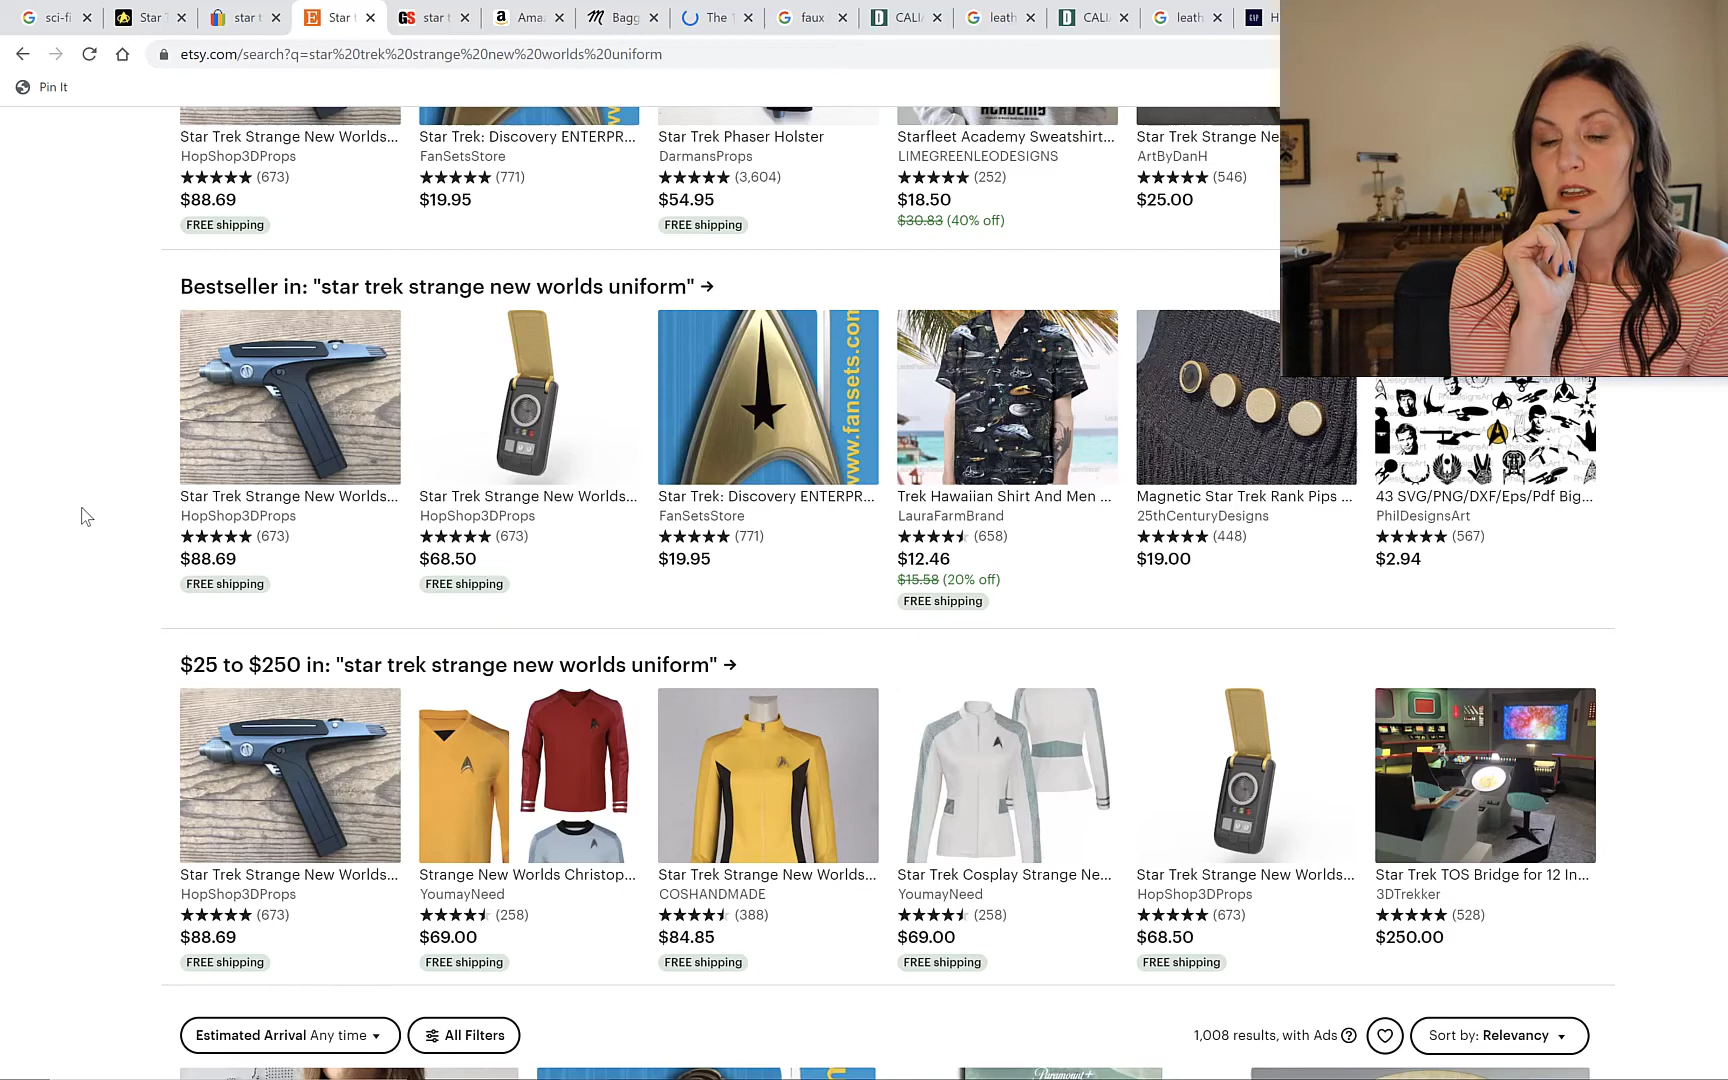 sci-fi
Star T
star t
Star t
star t
Amaz
Bagg
The "
faux
CALI
leath
CALI
leath
H
etsy.com/search?q=star%20trek%20strange%20new%20worlds%20uniform
Pin It
ACADEMY
Star Trek Strange New Worlds...
HopShop3DProps
(673)
$88.69
FREE shipping
Star Trek: Discovery ENTERPR...
FanSetsStore
(771)
$19.95
Star Trek Phaser Holster
DarmansProps
(3,604)
$54.95
FREE shipping
Starfleet Academy Sweatshirt...
LIMEGREENLEODESIGNS
(252)
$18.50
$30.83 (40% off)
Star Trek Strange Ne
ArtByDanH
(546)
$25.00
Bestseller in: "star trek strange new worlds uniform" →
www.fansets.com
Star Trek Strange New Worlds...
HopShop3DProps
(673)
$88.69
FREE shipping
Star Trek Strange New Worlds...
HopShop3DProps
(673)
$68.50
FREE shipping
Star Trek: Discovery ENTERPR...
FanSetsStore
(771)
$19.95
Trek Hawaiian Shirt And Men ...
LauraFarmBrand
(658)
$12.46
$15.58 (20% off)
FREE shipping
Magnetic Star Trek Rank Pips ...
25thCenturyDesigns
(448)
$19.00
43 SVG/PNG/DXF/Eps/Pdf Big...
PhilDesignsArt
(567)
$2.94
$25 to $250 in: "star trek strange new worlds uniform" →
Star Trek Strange New Worlds...
HopShop3DProps
(673)
$88.69
FREE shipping
Strange New Worlds Christop...
YoumayNeed
(258)
$69.00
FREE shipping
Star Trek Strange New Worlds...
COSHANDMADE
(388)
$84.85
FREE shipping
Star Trek Cosplay Strange Ne...
YoumayNeed
(258)
$69.00
FREE shipping
Star Trek Strange New Worlds...
HopShop3DProps
(673)
$68.50
FREE shipping
Star Trek TOS Bridge for 12 In...
3DTrekker
(528)
$250.00
Estimated Arrival Any time
All Filters
1,008 results, with Ads
Sort by: Relevancy
Paramount+